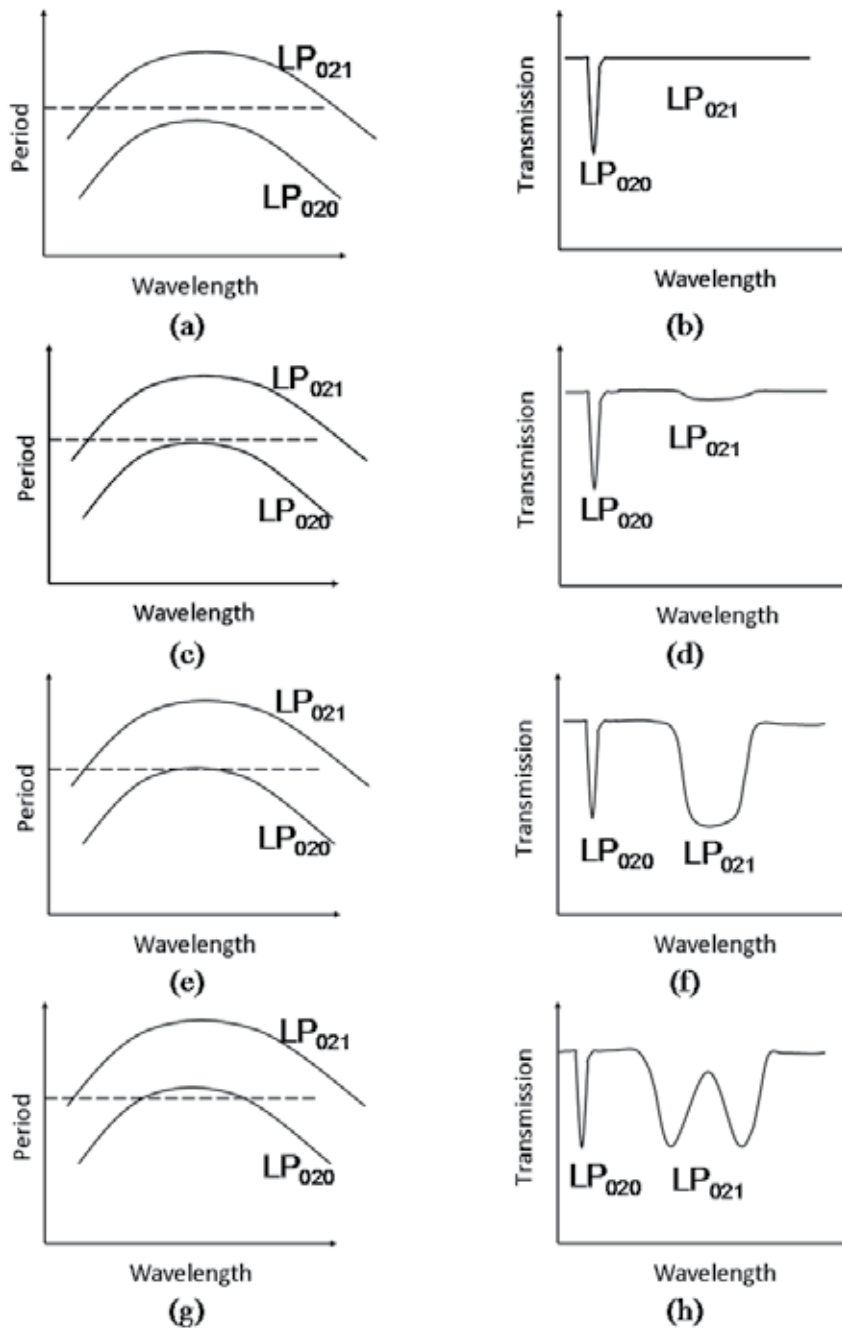 LP021
Period
LP020
Wavelength
(a)
Transmission
LP021
LP020
Wavelength
(b)
LP021
Period
LP020
Wavelength
(c)
Transmission
LP021
LP020
Wavelength
(d)
LP021
Period
LP020
Wavelength
(e)
Transmission
LP020
LP021
Wavelength
(f)
LP021
Period
LP020
Wavelength
(g)
Transmission
LP020
LP021
Wavelength
(h)